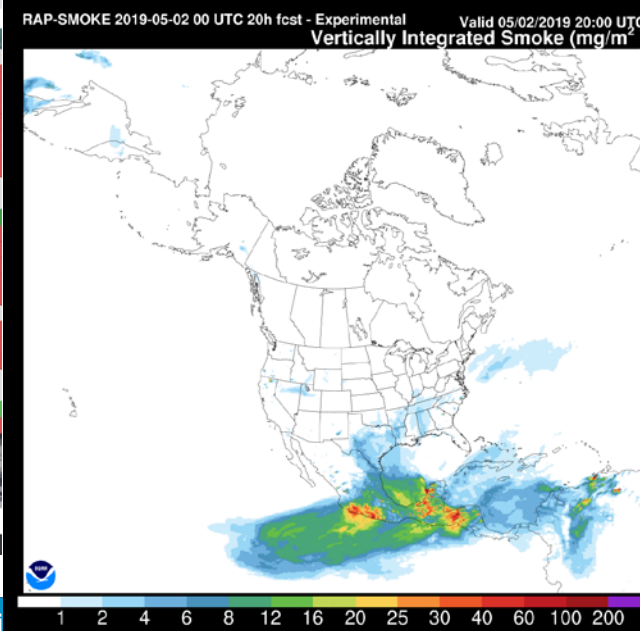 RAP-SMOKE 2019-05-02 00 UTC 20h fcst - Experimental
Valid 05/02/2019 20:00 UTC
Vertically Integrated Smoke (mg/m²
1 2 4 6 8 12 16 20 25 30 40 60 100 200